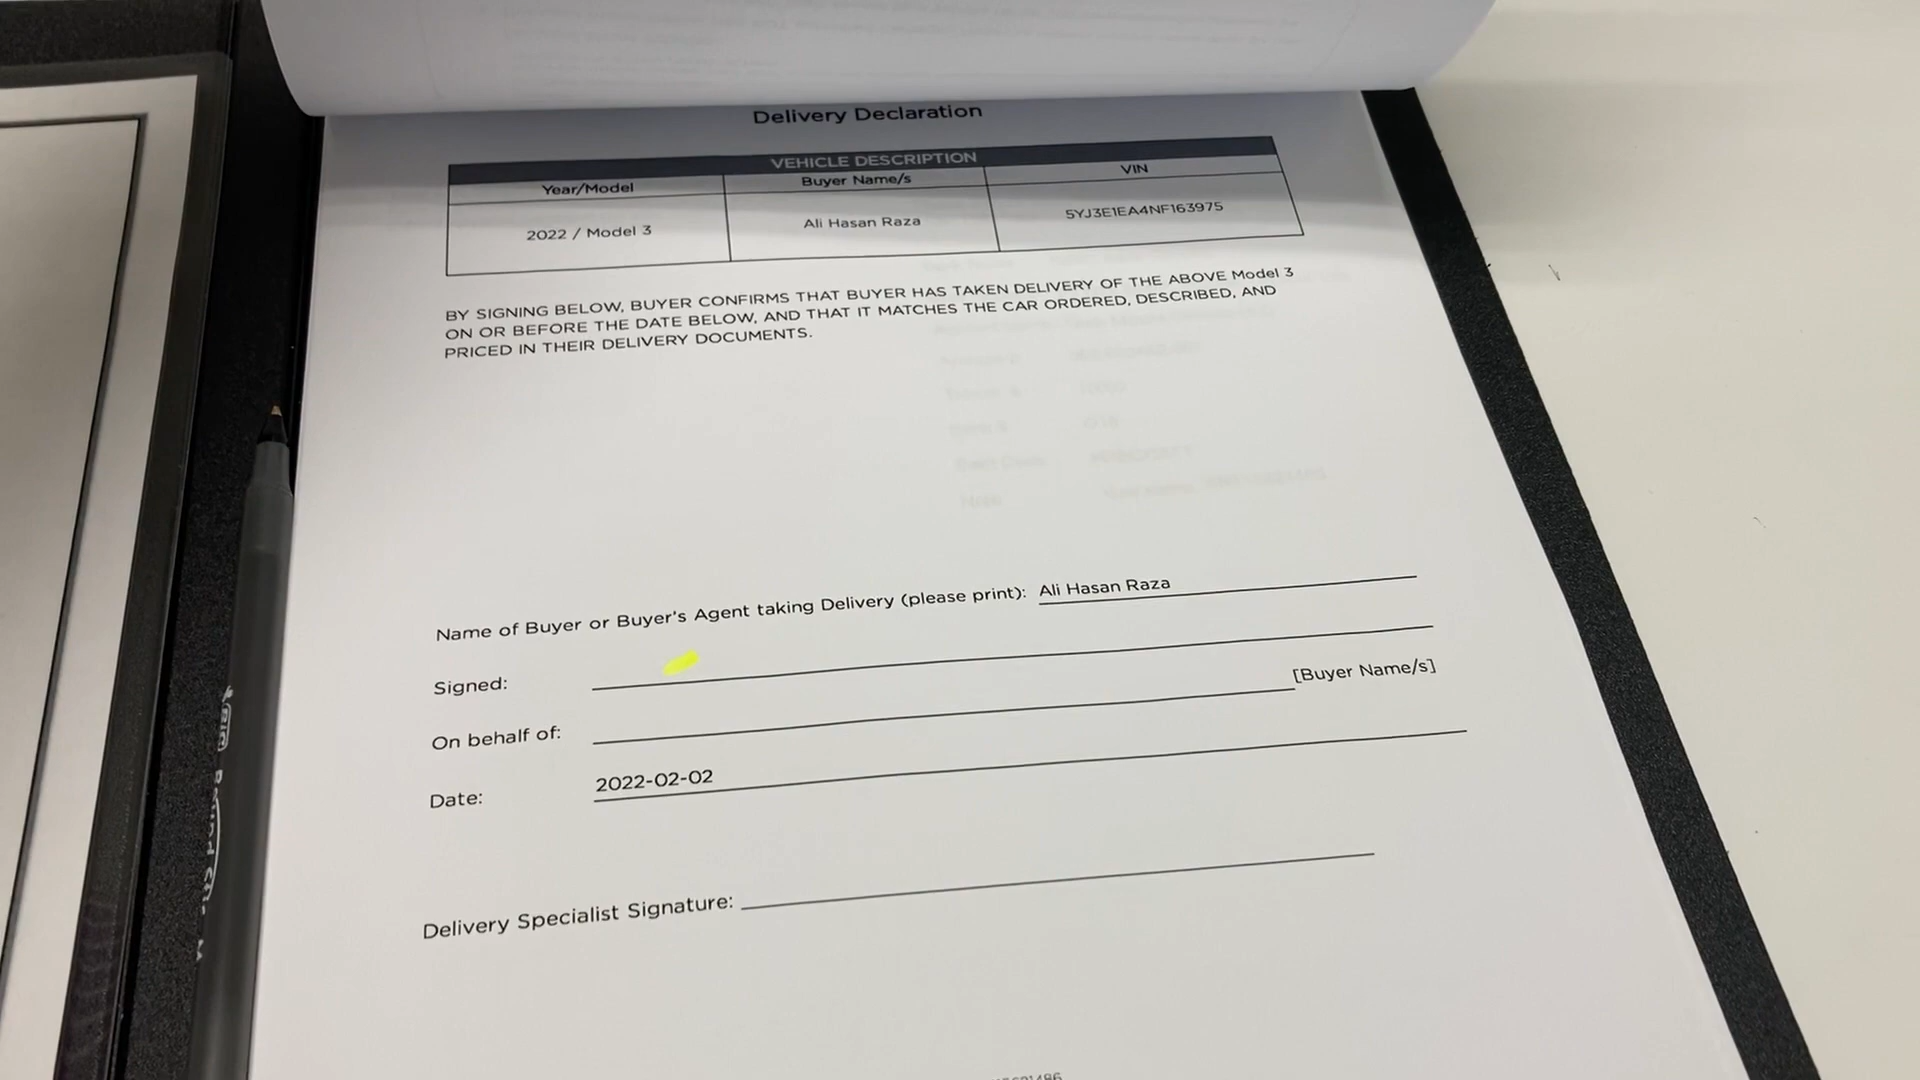 Delivery Declaration
VEHICLE DESCRIPTION
Year/Model Buyer Name/s VIN
2022 / Model 3 Ali Hasan Raza 5YJ3E1EA4NF163975
BY SIGNING BELOW, BUYER CONFIRMS THAT BUYER HAS TAKEN DELIVERY OF THE ABOVE Model 3
ON OR BEFORE THE DATE BELOW, AND THAT IT MATCHES THE CAR ORDERED, DESCRIBED, AND
PRICED IN THEIR DELIVERY DOCUMENTS.
Name of Buyer or Buyer's Agent taking Delivery (please print): Ali Hasan Raza
Signed:
On behalf of: [Buyer Name/s]
Date: 2022-02-02
Delivery Specialist Signature:
BIC Round Stic M